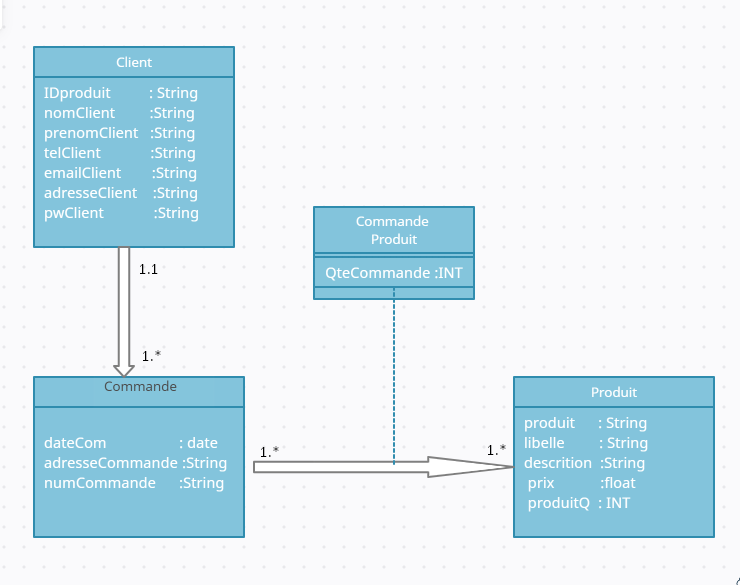 Client
IDproduit : String
nomClient :String
prenomClient :String
telClient :String
emailClient :String
adresseClient :String
pwClient :String
1.1
1.*
Commande
Produit
QteCommande :INT
Commande
dateCom : date
adresseCommande :String
numCommande :String
1.*
1.*
Produit
produit : String
libelle : String
descrition :String
prix :float
produitQ : INT